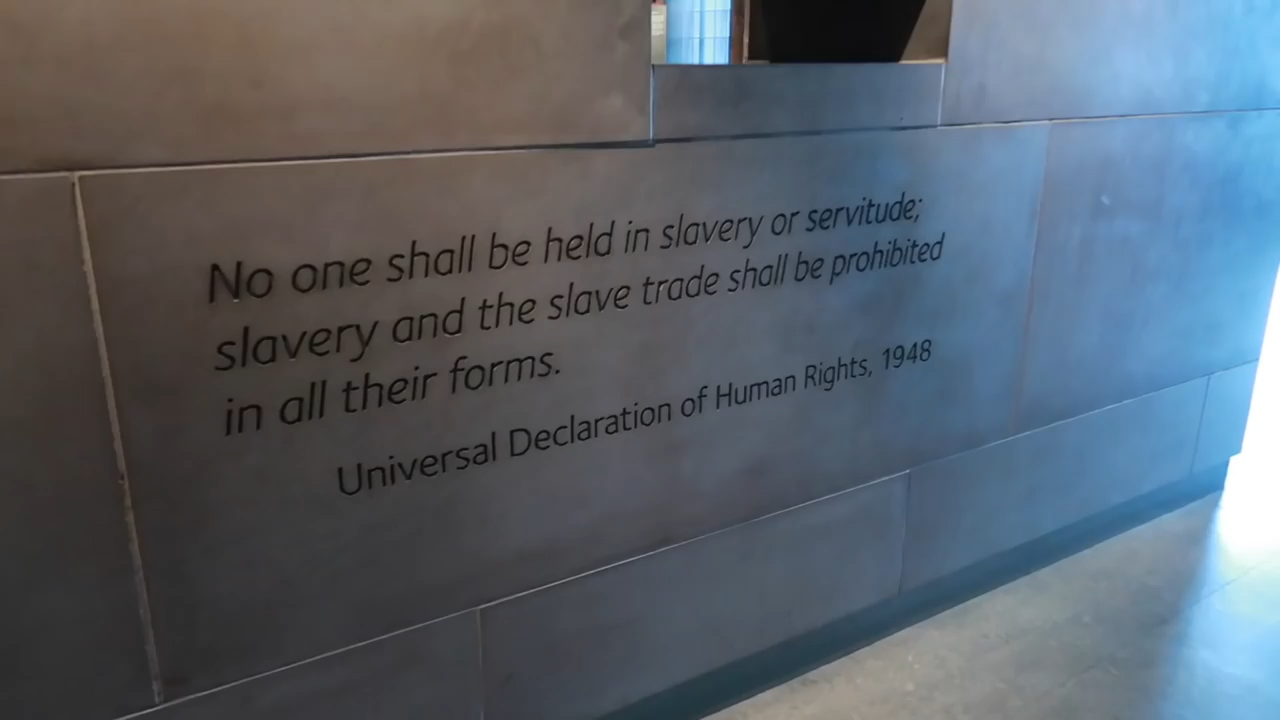 No one shall be held in slavery or servitude;
slavery and the slave trade shall be prohibited
in all their forms.
Universal Declaration of Human Rights, 1948